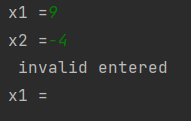 x1 =9
x2 =-4
 invalid entered
x1 =